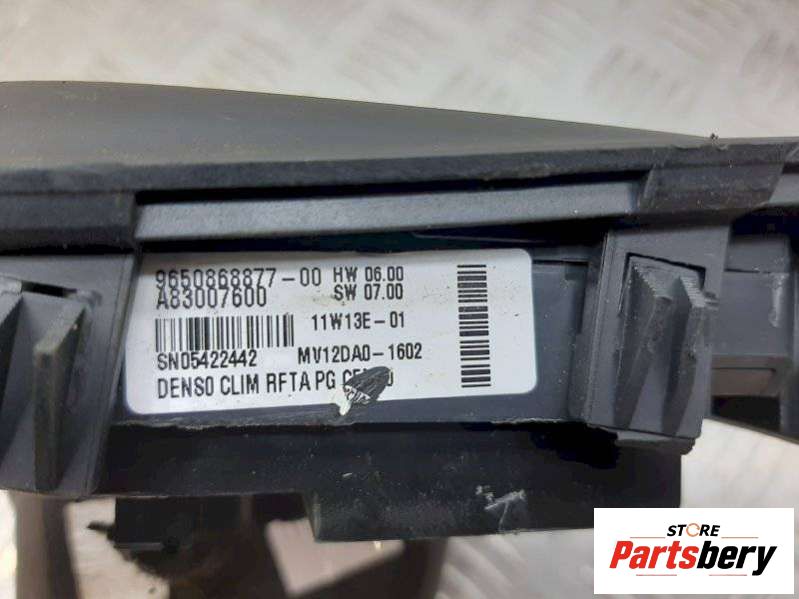 9650868877-00 HW 06.00
A83007600 SW 07.00
11W13E-01
SN05422442 MV12DA0-1602
DENSO CLIM RFTA PG
STORE
Partsbery